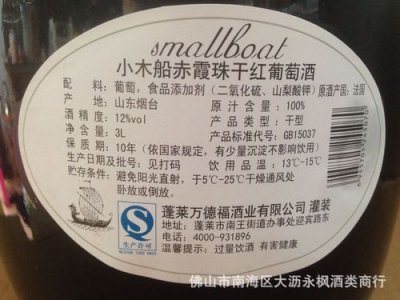 smallboat
小木船赤霞珠干红葡萄酒
配 料：葡萄，食品添加剂（二氧化硫、山梨酸钾)原酒产国：法国
产 地：山东烟台 原 汁 含 量：100%
酒精度：12%vol 产 品 类 型：干型
净 含 量：3L 产品标准号：GB15037
保 质 期：10年（依国家规定，有少量沉淀不影响饮用）
生产日期及批号：见打码 饮 用 品 温：13℃-15℃
贮存条件：避免阳光直射，于5℃-25℃干燥通风处
卧放或倒放。
生产许可
蓬莱万德福酒业有限公司 灌装
地址：蓬莱市南王街道办事处迎宾路东
电话：4000-931896
温馨提示：过量饮酒 有害健康
佛山市南海区大沥永枫酒类商行